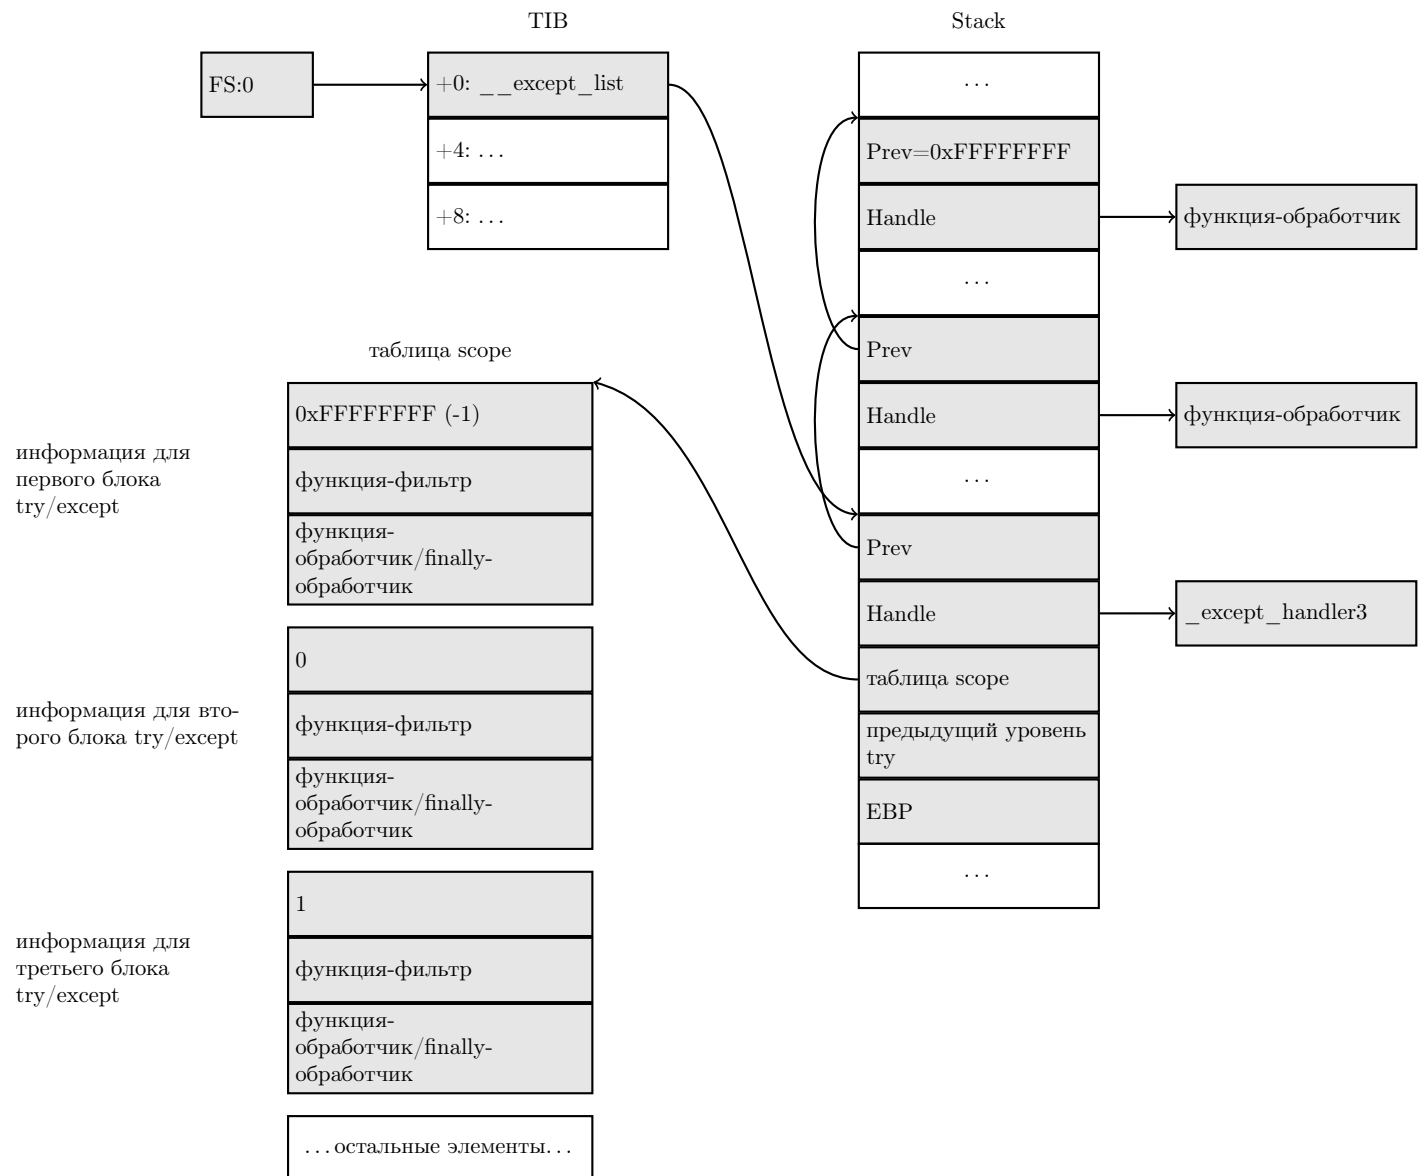 TIB
Stack
FS:0
+0: __except_list
+4: ...
+8: ...
...
Prev=0xFFFFFFFF
Handle
функция-обработчик
...
Prev
Handle
функция-обработчик
...
Prev
Handle
_except_handler3
таблица scope
предыдущий уровень
try
EBP
...
таблица scope
информация для
первого блока
try/except
0xFFFFFFFF (-1)
функция-фильтр
функция-
обработчик/finally-
обработчик
информация для вто-
рого блока try/except
0
функция-фильтр
функция-
обработчик/finally-
обработчик
информация для
третьего блока
try/except
1
функция-фильтр
функция-
обработчик/finally-
обработчик
...остальные элементы...